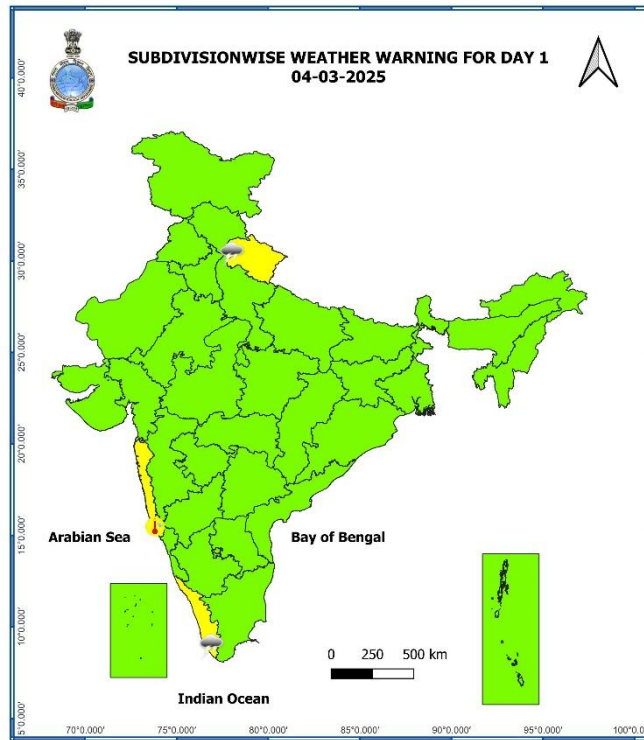 SUBDIVISIONWISE WEATHER WARNING FOR DAY 1
04-03-2025
40°0.000'
35°0.000'
30°0.000'
25°0.000'
20°0.000'
15°0.000'
10°0.000'
5°0.000'
Arabian Sea
Bay of Bengal
Indian Ocean
0 250 500 km
70°0.000' 75°0.000' 80°0.000' 85°0.000' 90°0.000' 95°0.000' 100°0.0